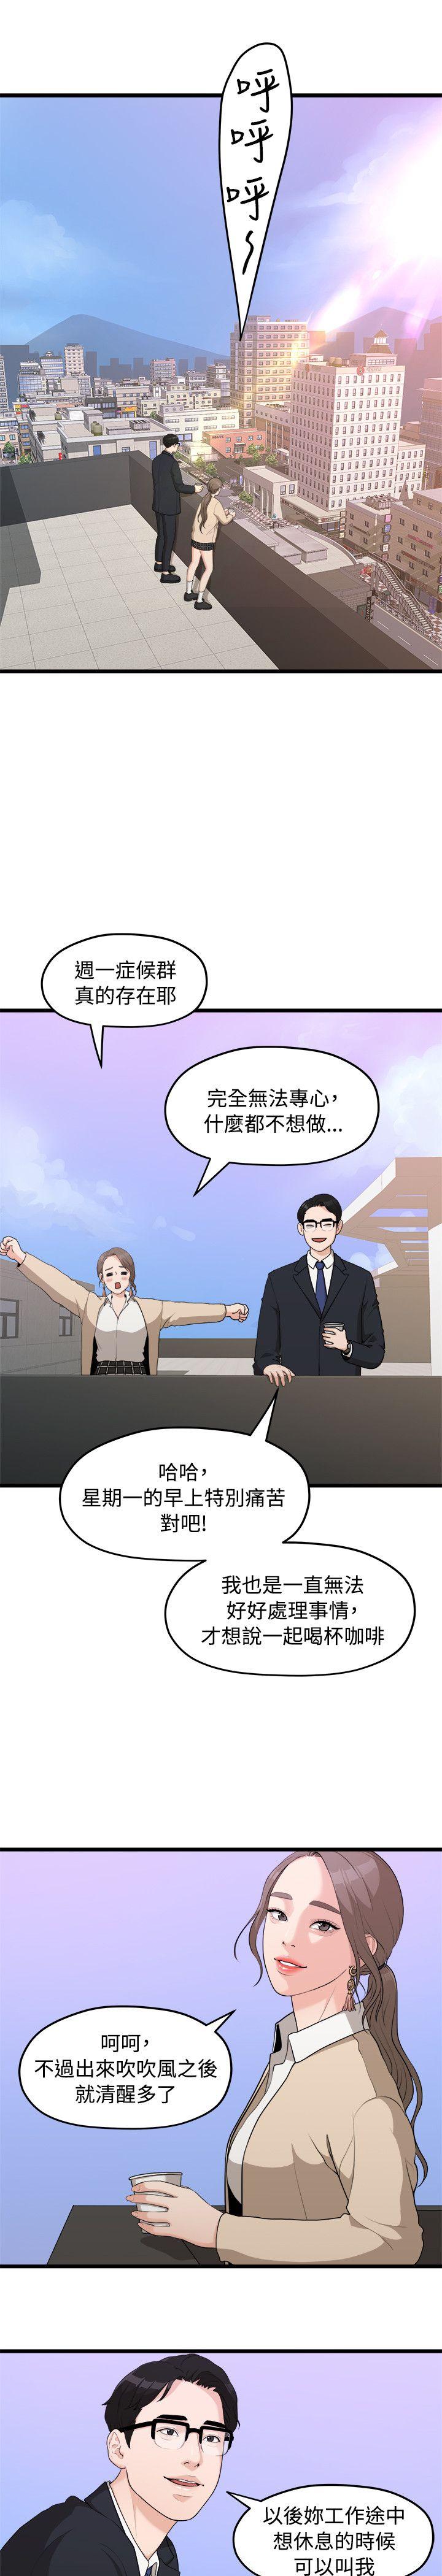 呼
呼
呼～
週一症候群
真的存在耶
完全無法專心，
什麼都不想做...
哈哈，
星期一的早上特別痛苦
對吧!
我也是一直無法
好好處理事情，
才想說一起喝杯咖啡
呵呵，
不過出來吹吹風之後
就清醒多了
以後妳工作途中
想休息的時候
可以叫我